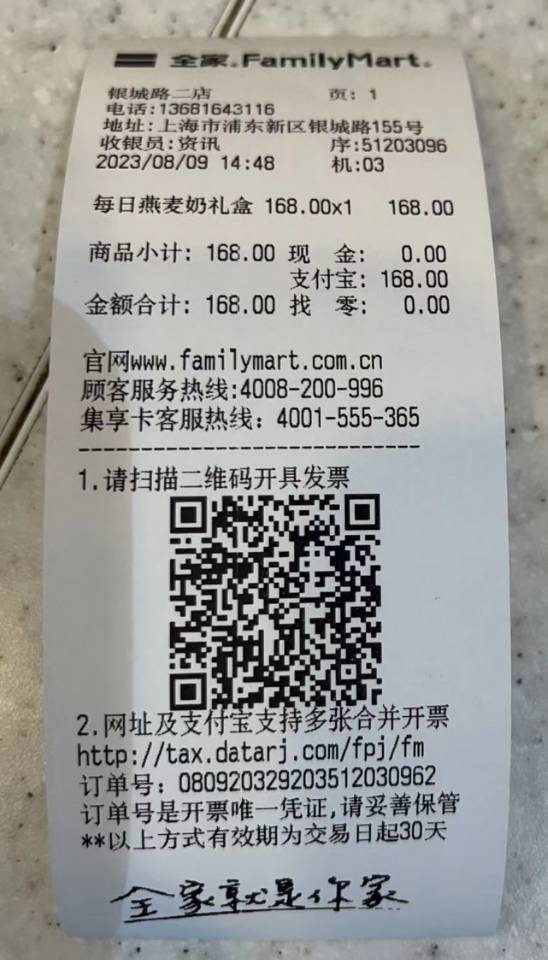 全家.FamilyMart.
银城路二店 页: 1
电话:13681643116
地址:上海市浦东新区银城路155号
收银员:资讯 序:51203096
2023/08/09 14:48 机:03
每日燕麦奶礼盒 168.00x1 168.00
商品小计: 168.00 现 金: 0.00
支付宝: 168.00
金额合计: 168.00 找 零: 0.00
官网www.familymart.com.cn
顾客服务热线:4008-200-996
集享卡客服热线: 4001-555-365
------------------------------
1.请扫描二维码开具发票
2.网址及支付宝支持多张合并开票
http://tax.datarj.com/fpj/fm
订单号: 080920329203512030962
订单号是开票唯一凭证,请妥善保管
**以上方式有效期为交易日起30天
全家就是你家